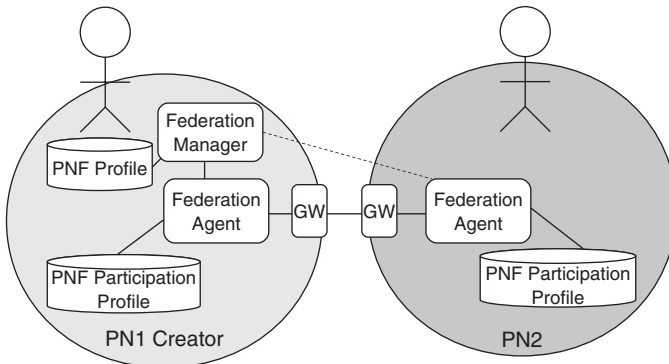 Federation
Manager
PNF Profile
Federation
Agent
GW
GW
Federation
Agent
PNF Participation
Profile
PNF Participation
Profile
PN1 Creator
PN2